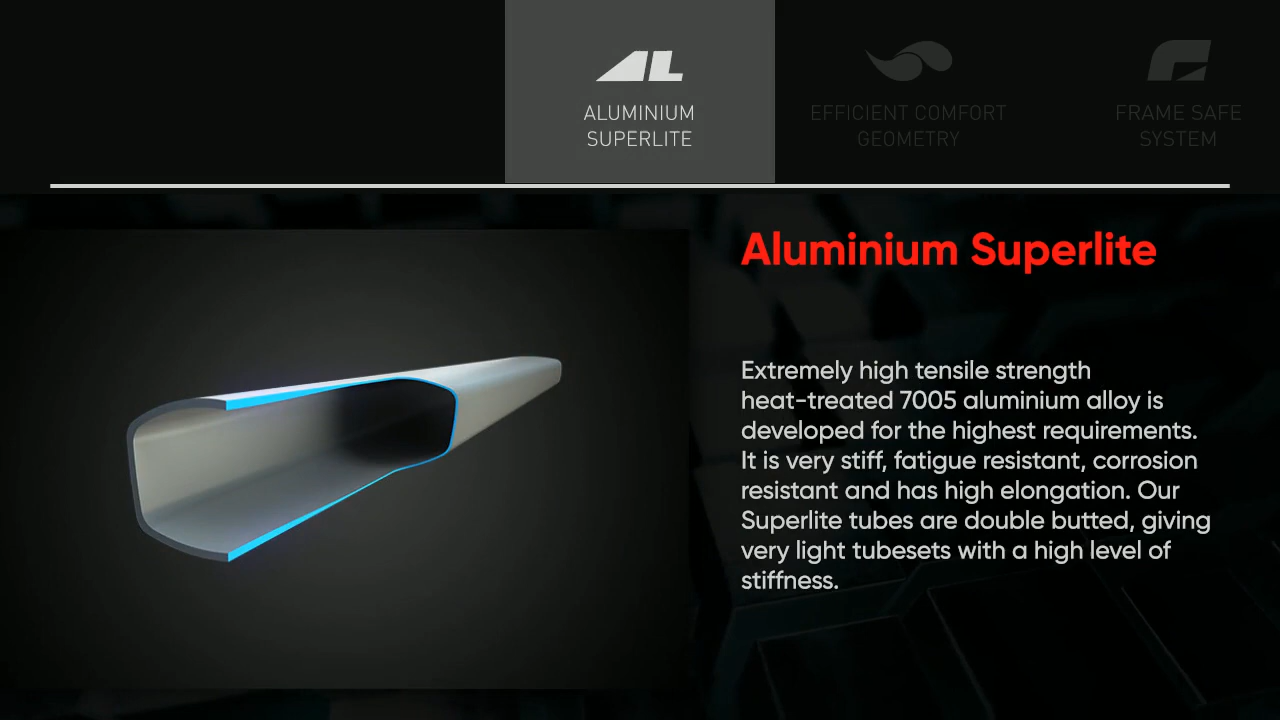 AL
ALUMINIUM
SUPERLITE
EFFICIENT COMFORT
GEOMETRY
FRAME SAFE
SYSTEM
Aluminium Superlite
Extremely high tensile strength
heat-treated 7005 aluminium alloy is
developed for the highest requirements.
It is very stiff, fatigue resistant, corrosion
resistant and has high elongation. Our
Superlite tubes are double butted, giving
very light tubesets with a high level of
stiffness.